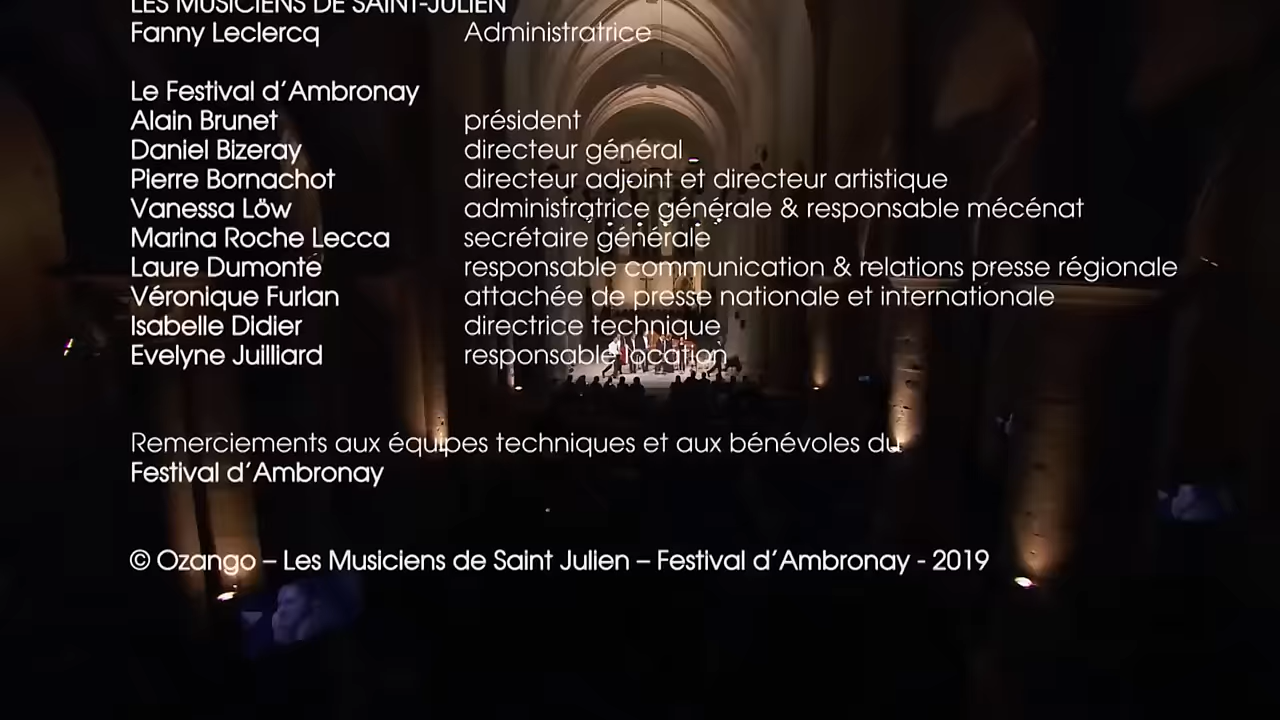 LES MUSICIENS DE SAINT-JULIEN
Fanny Leclercq Administratrice
Le Festival d’Ambronay
Alain Brunet président
Daniel Bizeray directeur général
Pierre Bornachot directeur adjoint et directeur artistique
Vanessa Löw administratrice générale & responsable mécénat
Marina Roche Lecca secrétaire générale
Laure Dumonté responsable communication & relations presse régionale
Véronique Furlan attachée de presse nationale et internationale
Isabelle Didier directrice technique
Evelyne Juilliard responsable location
Remerciements aux équipes techniques et aux bénévoles du
Festival d’Ambronay
© Ozango – Les Musiciens de Saint Julien – Festival d’Ambronay - 2019